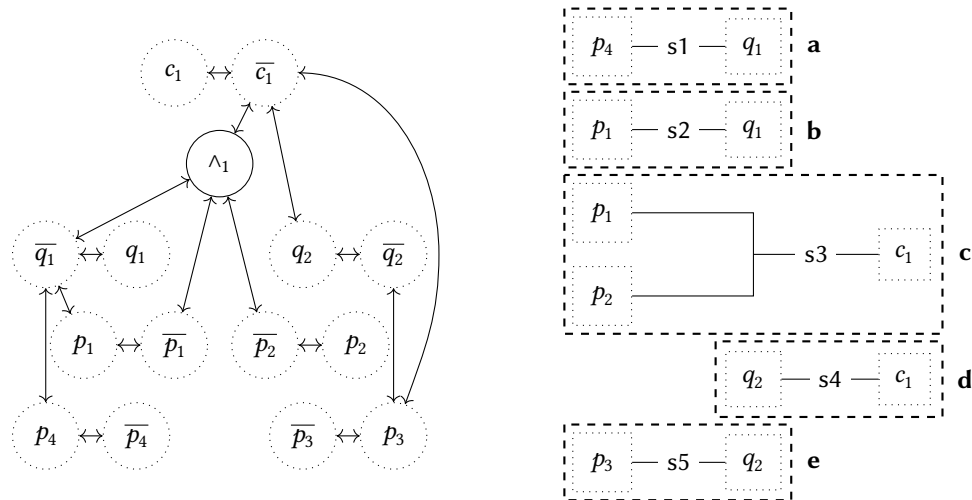 c₁ c̅₁
∧₁
q̅₁ q₁ q₂ q̅₂
p₁ p̅₁ p̅₂ p₂
p₄ p̅₄ p̅₃ p₃
p₄ s1 q₁ a
p₁ s2 q₁ b
p₁
s3 c₁ c
p₂
q₂ s4 c₁ d
p₃ s5 q₂ e